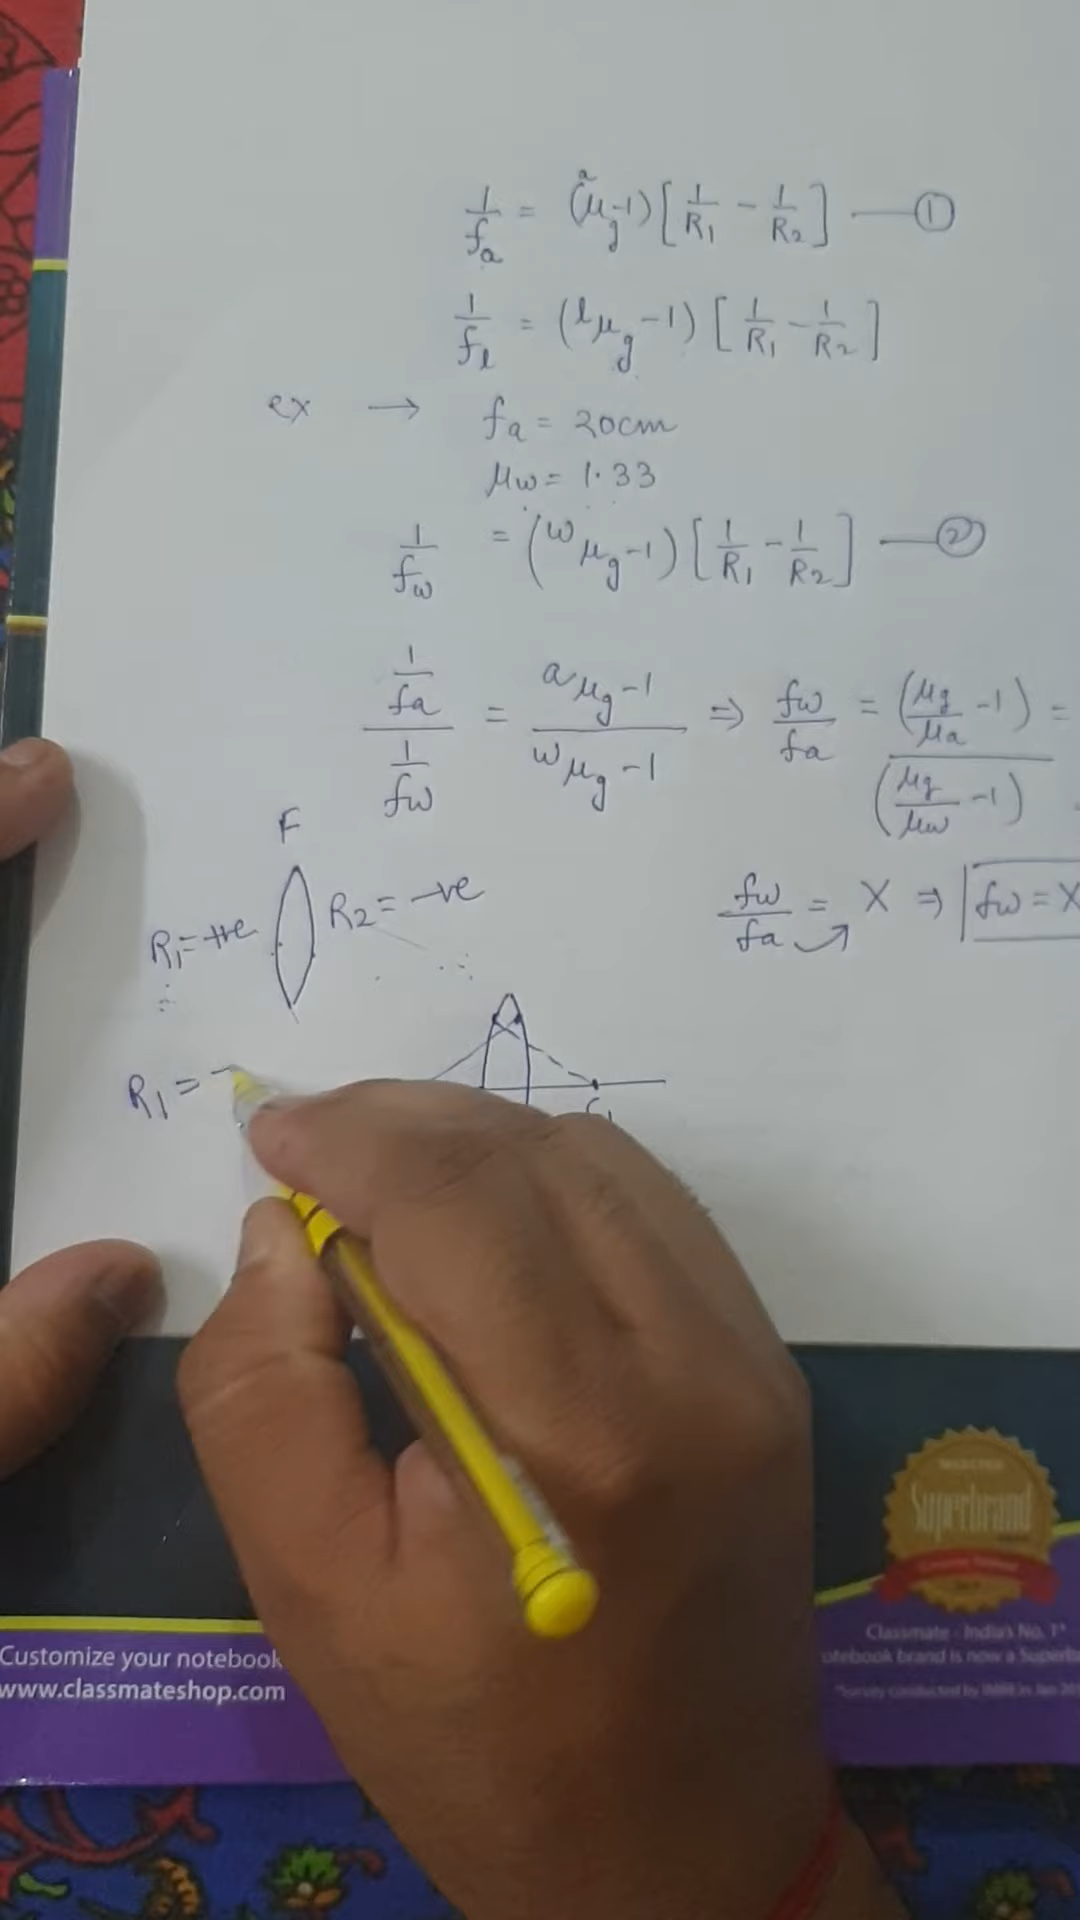 1/fₐ = (ᵃμg-1)[1/R₁ - 1/R₂] —①
1/fₗ = (ˡμg-1)[1/R₁ - 1/R₂]
ex → fₐ = 20cm
μw = 1.33
1/fw = (ʷμg-1)[1/R₁ - 1/R₂] —②
(1/fa)/(1/fw) = (ᵃμg-1)/(ʷμg-1) ⇒ fw/fa = (μg/μa -1)/(μg/μw -1) =
F
R₁=+ve R₂=-ve
fw/fa = X ⇒ fw = X
R₁ = -
Superbrand
Classmate - India's No. 1*
otebook brand is now a Superb
Customize your notebook
www.classmateshop.com